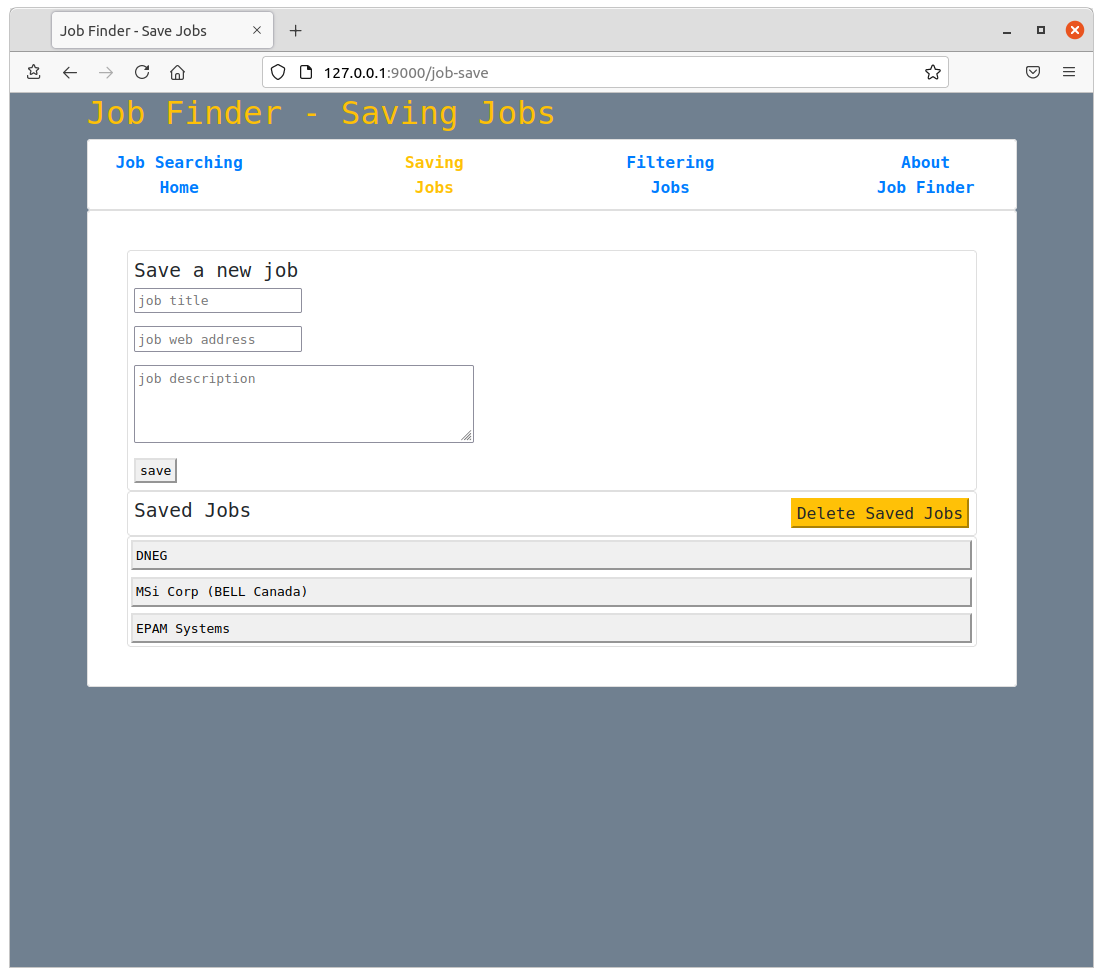 Job Finder - Save Jobs
127.0.0.1:9000/job-save
Job Finder - Saving Jobs
Job Searching
Home
Saving
Jobs
Filtering
Jobs
About
Job Finder
Save a new job
job title
job web address
job description
save
Saved Jobs
Delete Saved Jobs
DNEG
MSi Corp (BELL Canada)
EPAM Systems